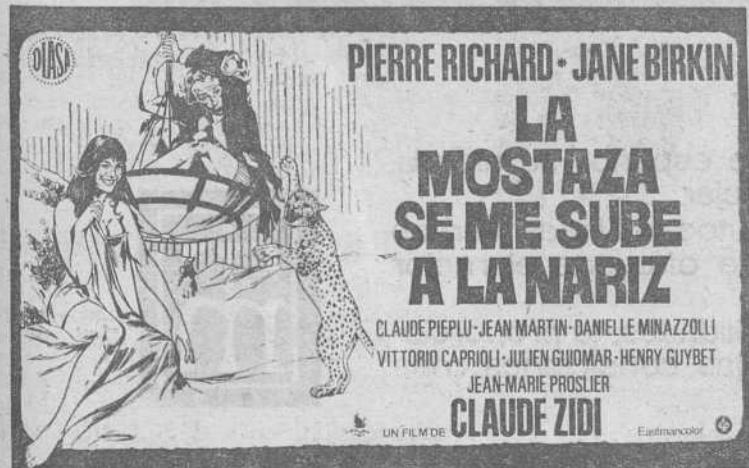 DIASA
PIERRE RICHARD • JANE BIRKIN
LA
MOSTAZA
SE ME SUBE
A LA NARIZ
CLAUDE PIEPLU • JEAN MARTIN • DANIELLE MINAZZOLLI
VITTORIO CAPRIOLI • JULIEN GUIOMAR • HENRY GUYBET
JEAN-MARIE PROSLIER
UN FILM DE CLAUDE ZIDI Eastmancolor